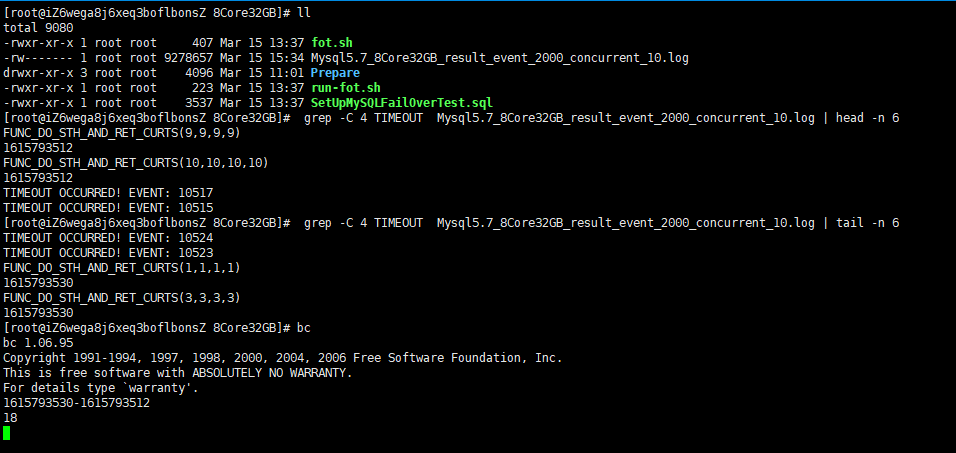 [root@iZ6wega8j6xeq3boflbonsZ 8Core32GB]# ll
total 9080
-rwxr-xr-x 1 root root     407 Mar 15 13:37 fot.sh
-rw------- 1 root root 9278657 Mar 15 15:34 Mysql5.7_8Core32GB_result_event_2000_concurrent_10.log
drwxr-xr-x 3 root root    4096 Mar 15 11:01 Prepare
-rwxr-xr-x 1 root root     223 Mar 15 13:37 run-fot.sh
-rwxr-xr-x 1 root root    3537 Mar 15 13:37 SetUpMySQLFailOverTest.sql
[root@iZ6wega8j6xeq3boflbonsZ 8Core32GB]#  grep -C 4 TIMEOUT  Mysql5.7_8Core32GB_result_event_2000_concurrent_10.log | head -n 6
FUNC_DO_STH_AND_RET_CURTS(9,9,9,9)
1615793512
FUNC_DO_STH_AND_RET_CURTS(10,10,10,10)
1615793512
TIMEOUT OCCURRED! EVENT: 10517
TIMEOUT OCCURRED! EVENT: 10515
[root@iZ6wega8j6xeq3boflbonsZ 8Core32GB]#  grep -C 4 TIMEOUT  Mysql5.7_8Core32GB_result_event_2000_concurrent_10.log | tail -n 6
TIMEOUT OCCURRED! EVENT: 10524
TIMEOUT OCCURRED! EVENT: 10523
FUNC_DO_STH_AND_RET_CURTS(1,1,1,1)
1615793530
FUNC_DO_STH_AND_RET_CURTS(3,3,3,3)
1615793530
[root@iZ6wega8j6xeq3boflbonsZ 8Core32GB]# bc
bc 1.06.95
Copyright 1991-1994, 1997, 1998, 2000, 2004, 2006 Free Software Foundation, Inc.
This is free software with ABSOLUTELY NO WARRANTY.
For details type `warranty'.
1615793530-1615793512
18